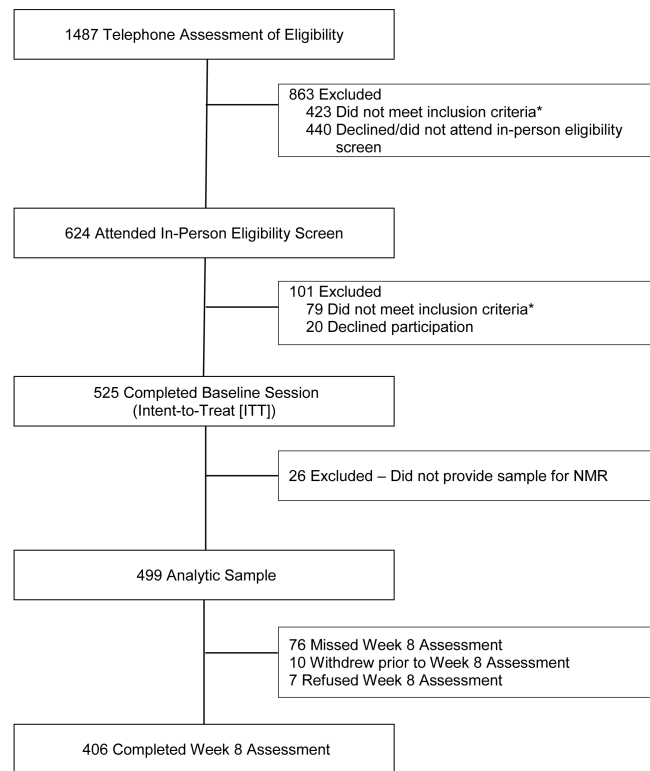 1487 Telephone Assessment of Eligibility
863 Excluded
423 Did not meet inclusion criteria*
440 Declined/did not attend in-person eligibility
screen
624 Attended In-Person Eligibility Screen
101 Excluded
79 Did not meet inclusion criteria*
20 Declined participation
525 Completed Baseline Session
(Intent-to-Treat [ITT])
26 Excluded – Did not provide sample for NMR
499 Analytic Sample
76 Missed Week 8 Assessment
10 Withdrew prior to Week 8 Assessment
7 Refused Week 8 Assessment
406 Completed Week 8 Assessment